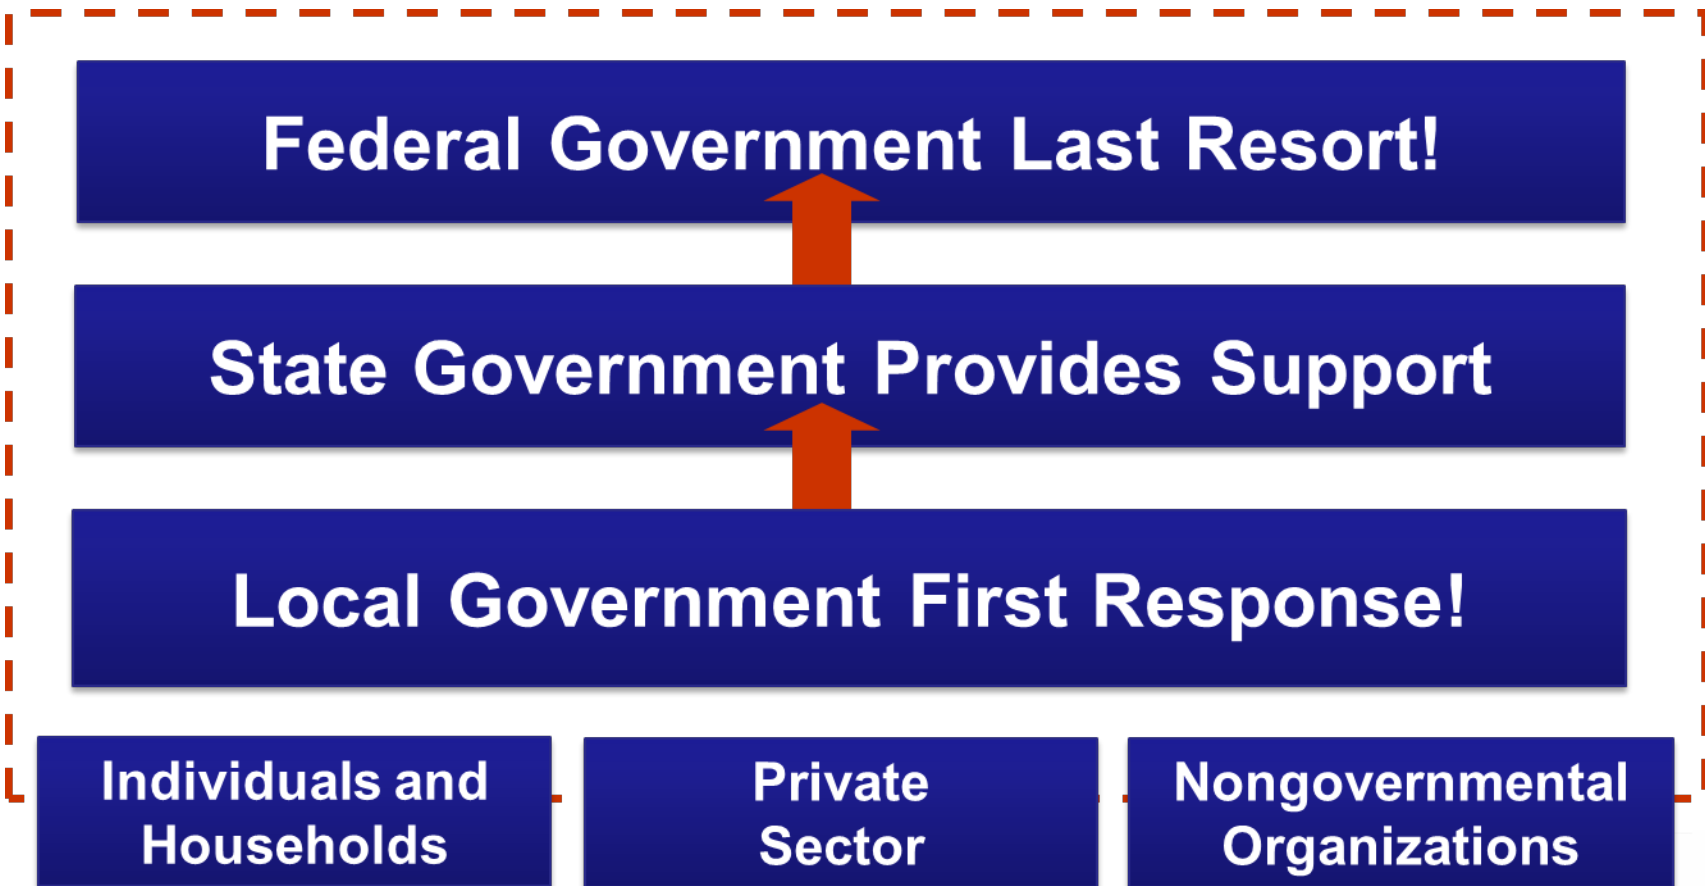 Federal Government Last Resort!
State Government Provides Support
Local Government First Response!
Individuals and
Households
Private
Sector
Nongovernmental
Organizations